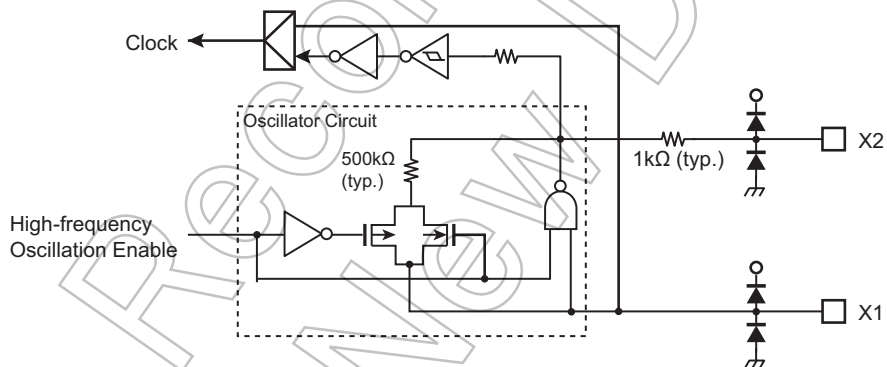 Clock
Oscillator Circuit
500kΩ
(typ.)
1kΩ (typ.)
X2
High-frequency
Oscillation Enable
X1